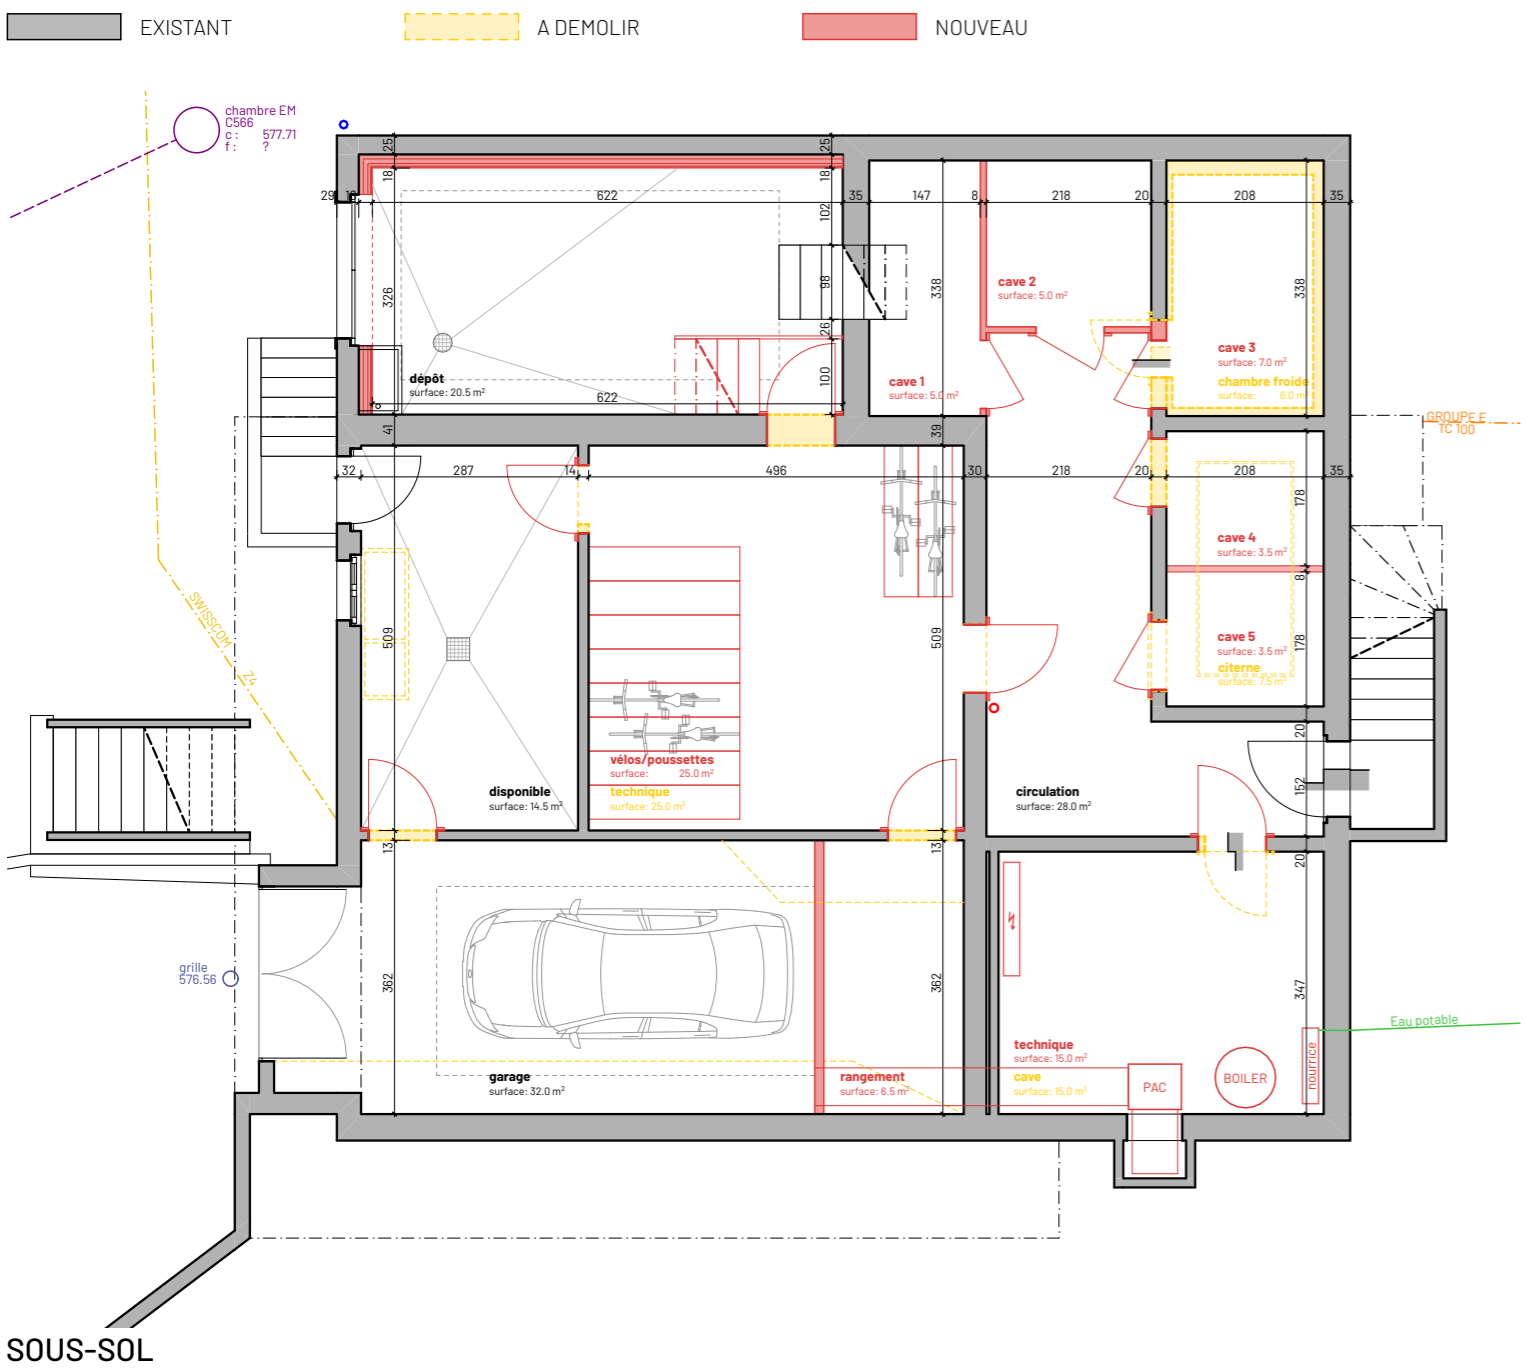 EXISTANT
A DEMOLIR
NOUVEAU
chambre EM
C566
c : 577.71
f : ?
25
18
25
18
29
622
35
147
8
218
20
208
35
102
326
98
338
338
26
100
cave 2
surface: 5.0 m²
cave 3
surface: 7.0 m²
chambre froide
surface: 8.0 m²
cave 1
surface: 5.0 m²
dépôt
surface: 20.5 m²
622
41
39
GROUPE E
TC 100
32
287
14
496
30
218
20
208
35
178
cave 4
surface: 3.5 m²
8
SWISSCOM
Z4
509
509
cave 5
surface: 3.5 m²
citerne
surface: 7.5 m²
178
20
vélos/poussettes
surface: 25.0 m²
technique
surface: 25.0 m²
disponible
surface: 14.5 m²
circulation
surface: 28.0 m²
152
13
13
20
grille
576.56
362
362
347
Eau potable
technique
surface: 15.0 m²
cave
surface: 15.0 m²
garage
surface: 32.0 m²
rangement
surface: 6.5 m²
PAC
BOILER
nourrice
SOUS-SOL